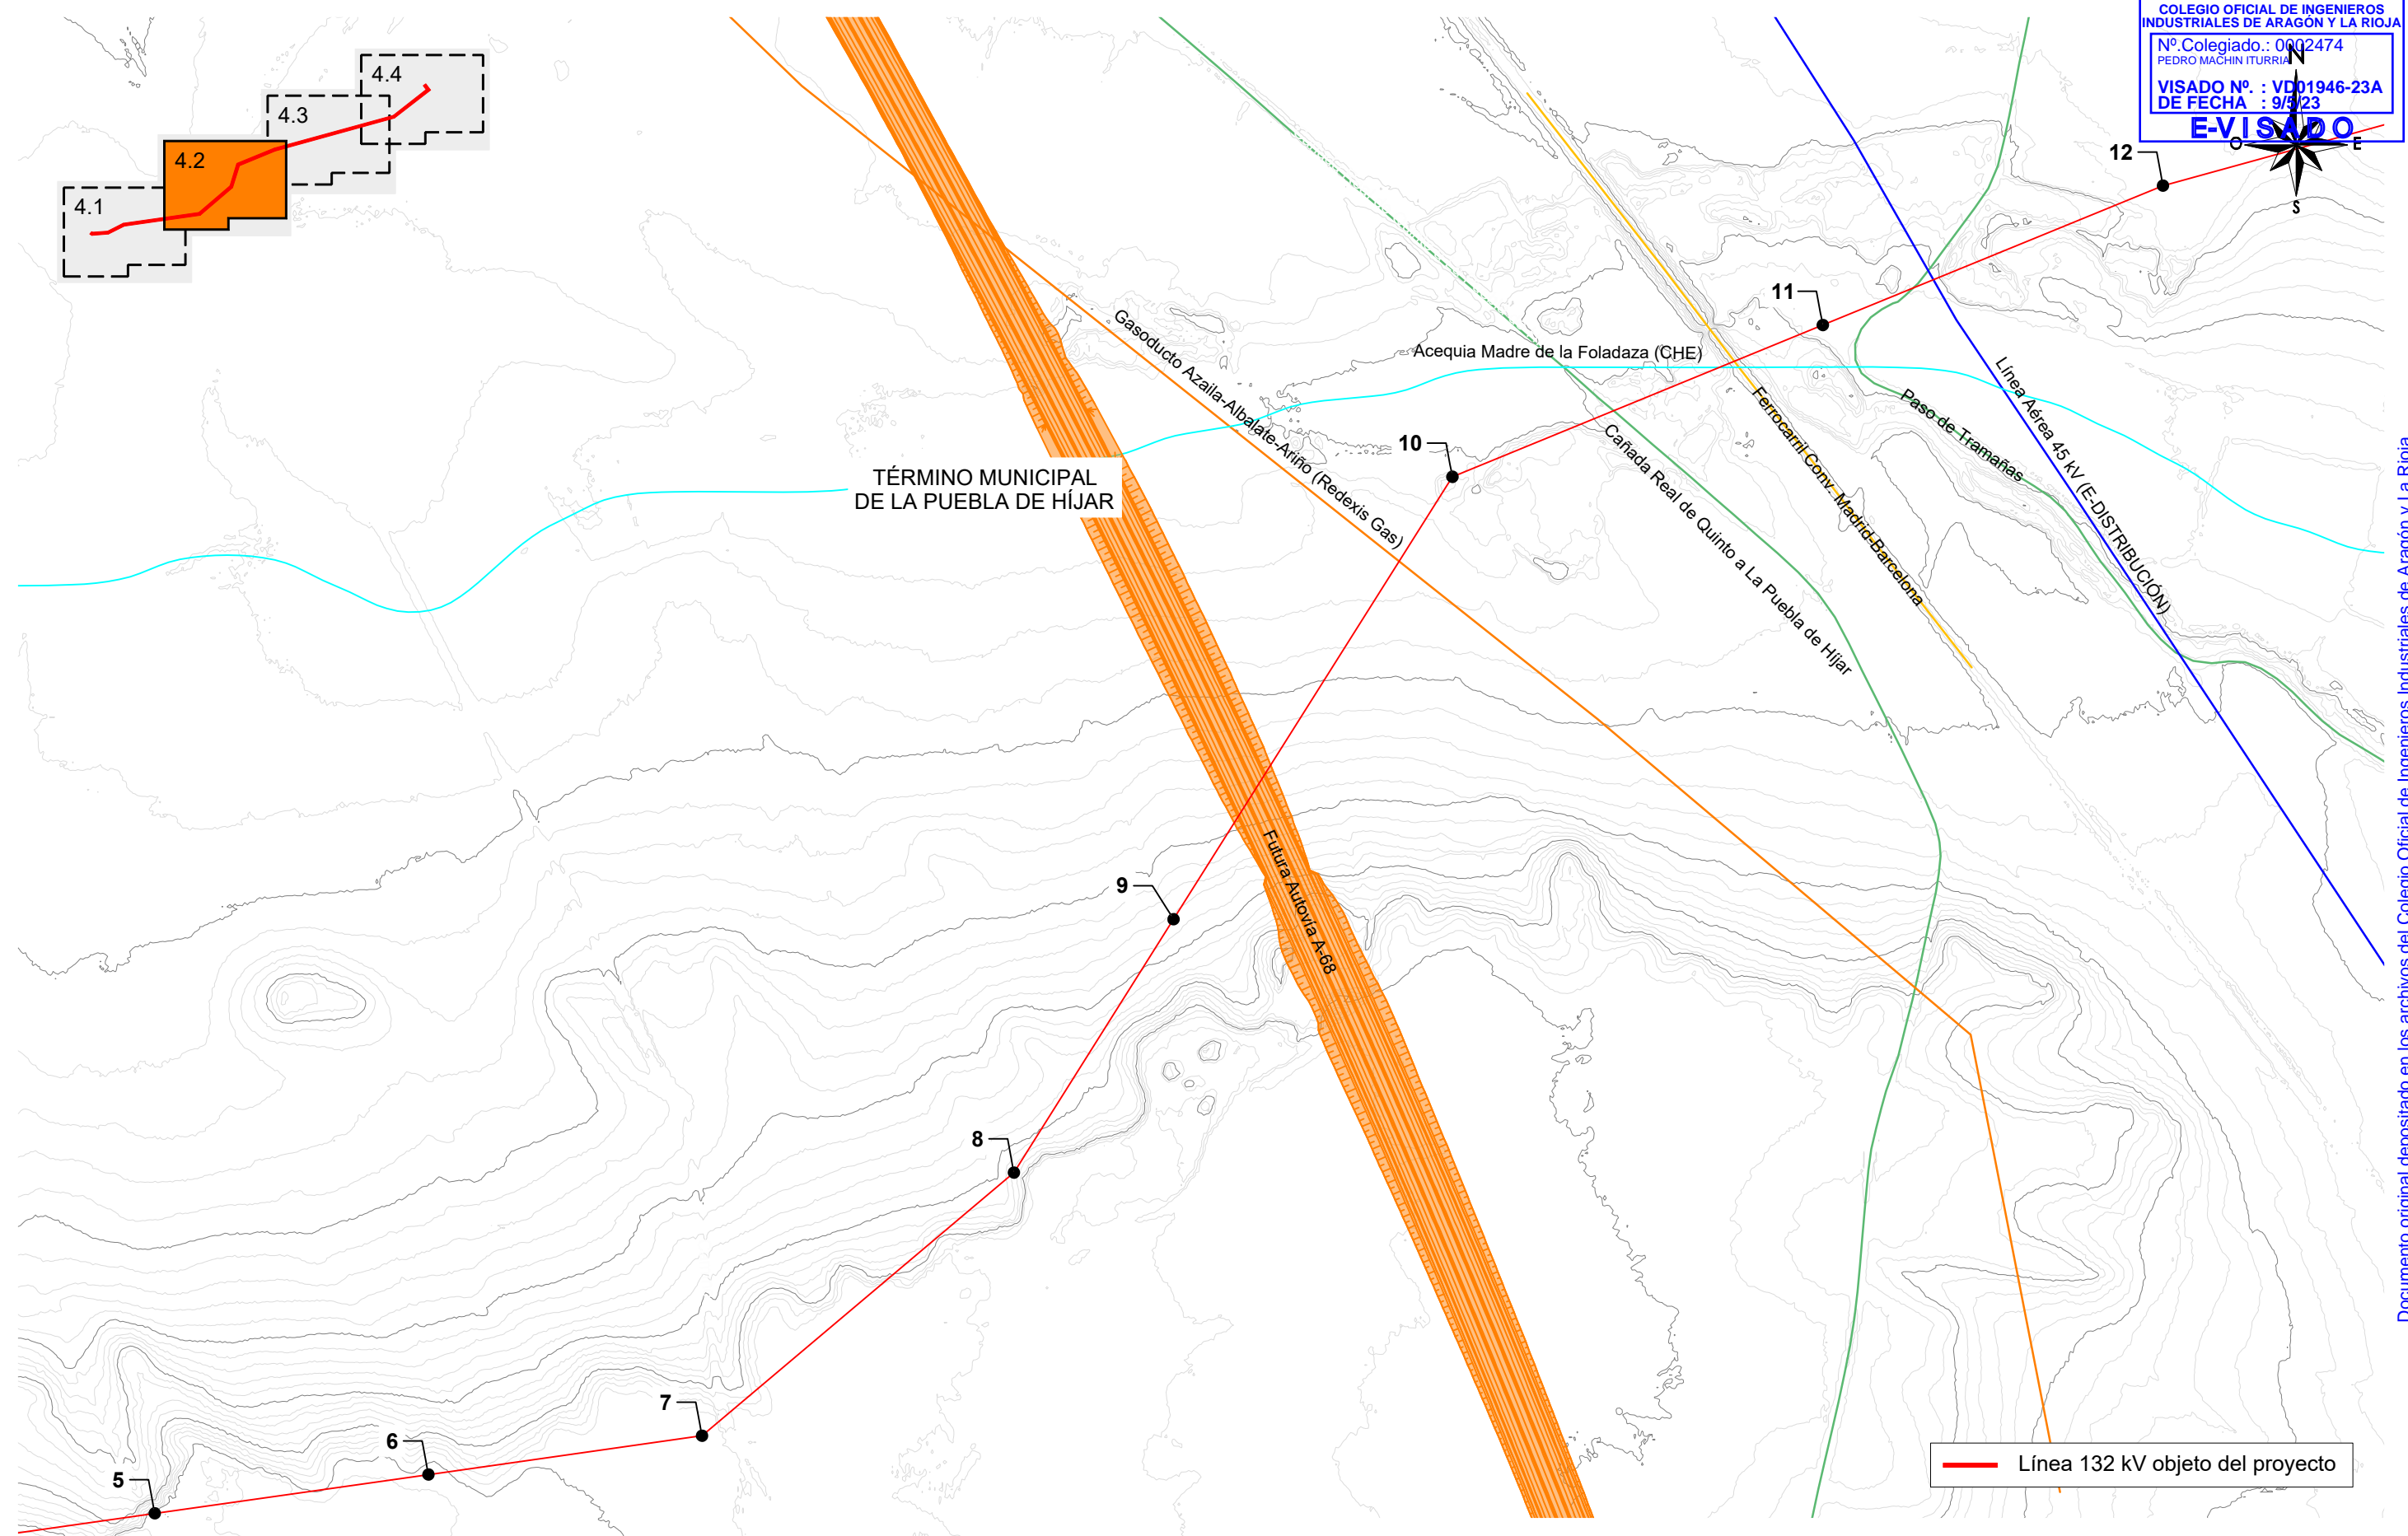 COLEGIO OFICIAL DE INGENIEROS
INDUSTRIALES DE ARAGÓN Y LA RIOJA
Nº.Colegiado.: 0002474
PEDRO MACHIN ITURRIA
VISADO Nº. : VD01946-23A
DE FECHA : 9/5/23
E-VISADO
N
O
E
S
4.4
4.3
4.2
4.1
12
11
Gasoducto Azaila-Albalate-Ariño (Redexis Gas)
Acequia Madre de la Foladaza (CHE)
Línea Aérea 45 kV (E-DISTRIBUCIÓN)
Paso de Tramañas
Ferrocarril Conv. Madrid-Barcelona
Cañada Real de Quinto a La Puebla de Híjar
10
TÉRMINO MUNICIPAL
DE LA PUEBLA DE HÍJAR
Futura Autovía A-68
9
8
7
6
5
Línea 132 kV objeto del proyecto
Documento original depositado en los archivos del Colegio Oficial de Ingenieros Industriales de Aragón y La Rioja